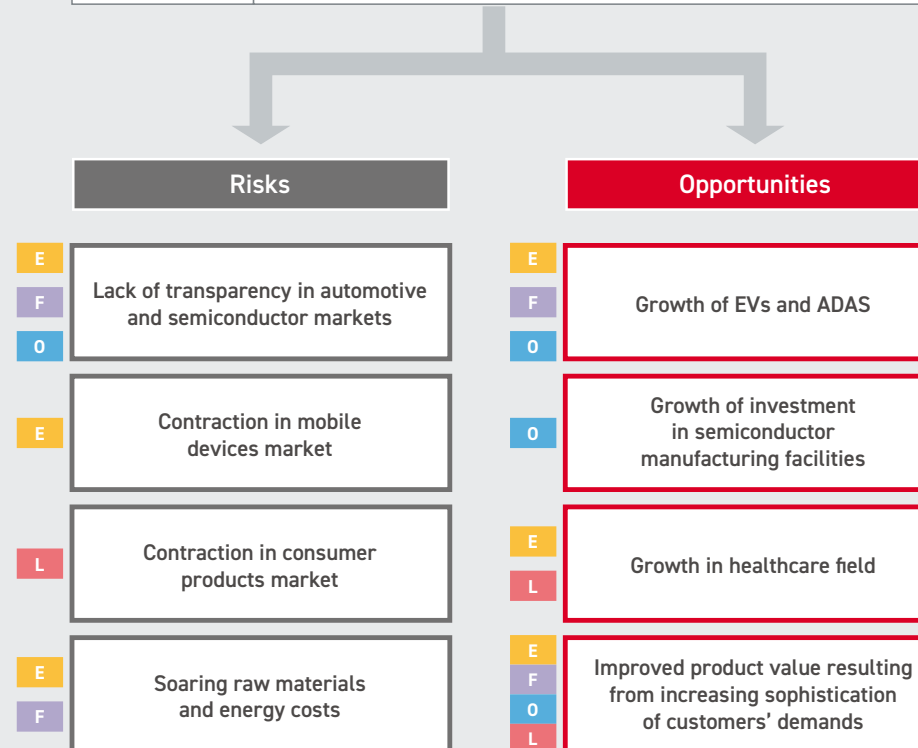 Risks
Opportunities
E
F
O
Lack of transparency in automotive
and semiconductor markets
E
F
O
Growth of EVs and ADAS
E
Contraction in mobile
devices market
O
Growth of investment
in semiconductor
manufacturing facilities
L
Contraction in consumer
products market
E
L
Growth in healthcare field
E
F
Soaring raw materials
and energy costs
E
F
O
L
Improved product value resulting
from increasing sophistication
of customers’ demands